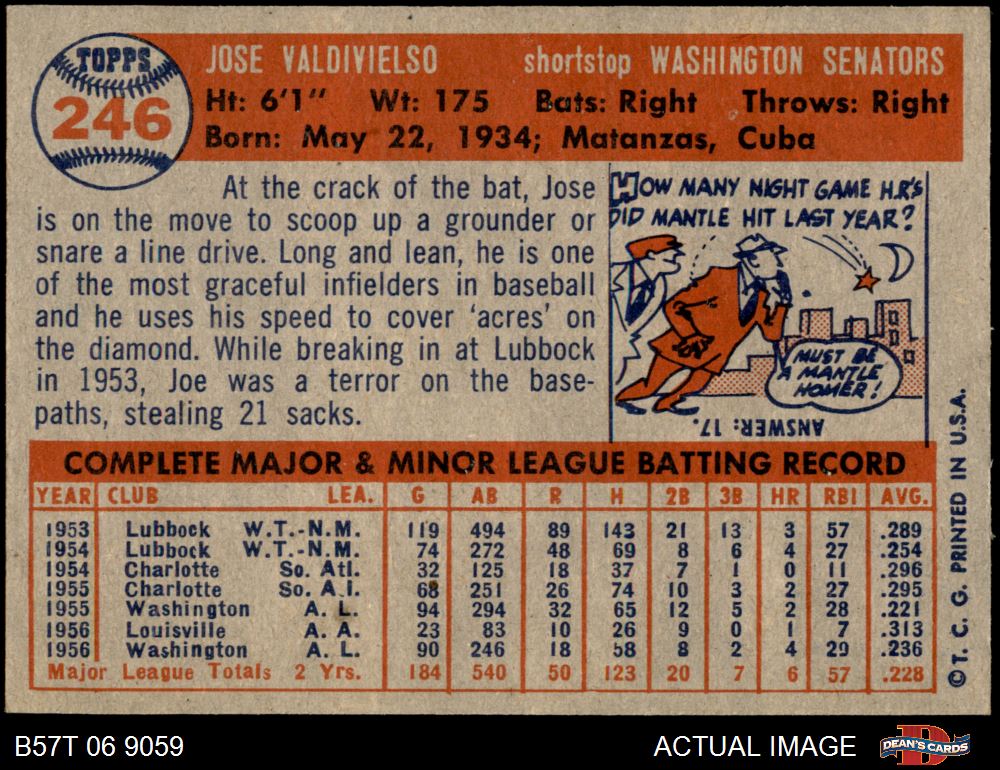 TOPPS
246
JOSE VALDIVIELSO shortstop WASHINGTON SENATORS
Ht: 6'1" Wt: 175 Bats: Right Throws: Right
Born: May 22, 1934; Matanzas, Cuba
At the crack of the bat, Jose
is on the move to scoop up a grounder or
snare a line drive. Long and lean, he is one
of the most graceful infielders in baseball
and he uses his speed to cover 'acres' on
the diamond. While breaking in at Lubbock
in 1953, Joe was a terror on the base-
paths, stealing 21 sacks.
HOW MANY NIGHT GAME H.R'S
DID MANTLE HIT LAST YEAR?
MUST BE
A MANTLE
HOMER!
ANSWER: 17.
COMPLETE MAJOR & MINOR LEAGUE BATTING RECORD
YEAR CLUB LEA. G AB R H 2B 3B HR RBI AVG.
1953 Lubbock W.T.-N.M. 119 494 89 143 21 13 3 57 .289
1954 Lubbock W.T.-N.M. 74 272 48 69 8 6 4 27 .254
1954 Charlotte So. Atl. 32 125 18 37 7 1 0 11 .296
1955 Charlotte So. A.l. 68 251 26 74 10 3 2 27 .295
1955 Washington A. L. 94 294 32 65 12 5 2 28 .221
1956 Louisville A. A. 23 83 10 26 9 0 1 7 .313
1956 Washington A. L. 90 246 18 58 8 2 4 29 .236
Major League Totals 2 Yrs. 184 540 50 123 20 7 6 57 .228
©T. C. G. PRINTED IN U.S.A.
B57T 06 9059
ACTUAL IMAGE
D
DEAN'S CARDS